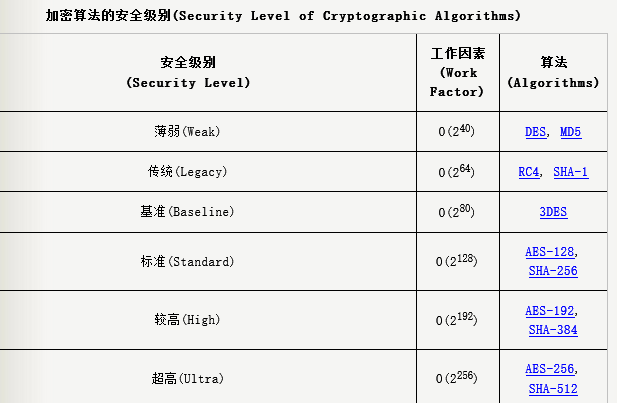 加密算法的安全级别(Security Level of Cryptographic Algorithms)
安全级别
(Security Level)
工作因素
(Work
Factor)
算法
(Algorithms)
薄弱(Weak)
O(2^40)
DES, MD5
传统(Legacy)
O(2^64)
RC4, SHA-1
基准(Baseline)
O(2^80)
3DES
标准(Standard)
O(2^128)
AES-128,
SHA-256
较高(High)
O(2^192)
AES-192,
SHA-384
超高(Ultra)
O(2^256)
AES-256,
SHA-512